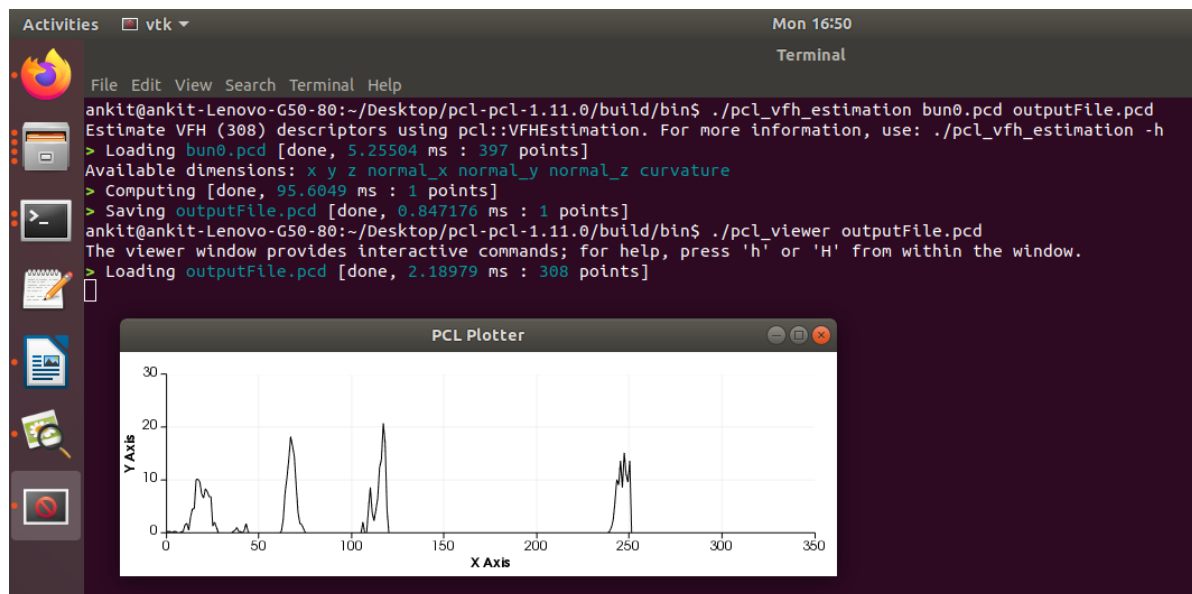 Activities vtk Mon 16:50
Terminal
File Edit View Search Terminal Help
ankit@ankit-Lenovo-G50-80:~/Desktop/pcl-pcl-1.11.0/build/bin$ ./pcl_vfh_estimation bun0.pcd outputFile.pcd
Estimate VFH (308) descriptors using pcl::VFHEstimation. For more information, use: ./pcl_vfh_estimation -h
> Loading bun0.pcd [done, 5.25504 ms : 397 points]
Available dimensions: x y z normal_x normal_y normal_z curvature
> Computing [done, 95.6049 ms : 1 points]
> Saving outputFile.pcd [done, 0.847176 ms : 1 points]
ankit@ankit-Lenovo-G50-80:~/Desktop/pcl-pcl-1.11.0/build/bin$ ./pcl_viewer outputFile.pcd
The viewer window provides interactive commands; for help, press 'h' or 'H' from within the window.
> Loading outputFile.pcd [done, 2.18979 ms : 308 points]
PCL Plotter
30
20
10
0
Y Axis
0 50 100 150 200 250 300 350
X Axis